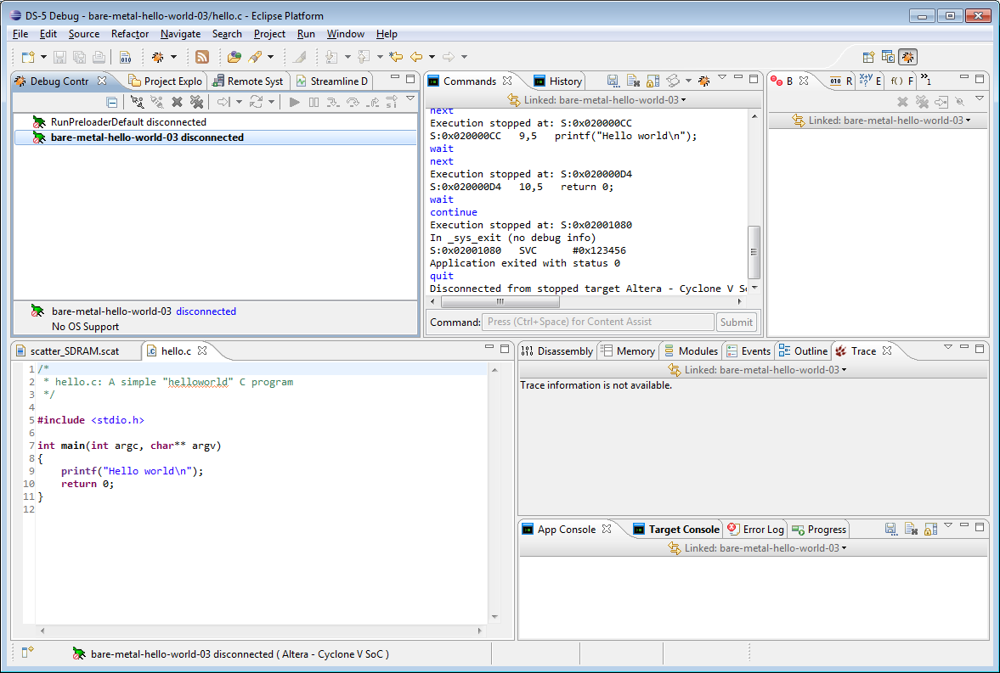 DS-5 Debug - bare-metal-hello-world-03/hello.c - Eclipse Platform
File Edit Source Refactor Navigate Search Project Run Window Help
Debug Contr Project Explo Remote Syst Streamline D
RunPreloaderDefault disconnected
bare-metal-hello-world-03 disconnected
bare-metal-hello-world-03 disconnected
No OS Support
Commands History
Linked: bare-metal-hello-world-03
next
Execution stopped at: S:0x020000CC
S:0x020000CC 9,5 printf("Hello world\n");
wait
next
Execution stopped at: S:0x020000D4
S:0x020000D4 10,5 return 0;
wait
continue
Execution stopped at: S:0x02001080
In _sys_exit (no debug info)
S:0x02001080 SVC #0x123456
Application exited with status 0
quit
Disconnected from stopped target Altera - Cyclone V So
Command: Press (Ctrl+Space) for Content Assist Submit
B R E F »1
Linked: bare-metal-hello-world-03
scatter_SDRAM.scat hello.c
1 /*
2 * hello.c: A simple "helloworld" C program
3 */
4
5 #include <stdio.h>
6
7 int main(int argc, char** argv)
8 {
9 printf("Hello world\n");
10 return 0;
11 }
12
Disassembly Memory Modules Events Outline Trace
Linked: bare-metal-hello-world-03
Trace information is not available.
App Console Target Console Error Log Progress
Linked: bare-metal-hello-world-03
bare-metal-hello-world-03 disconnected ( Altera - Cyclone V SoC )